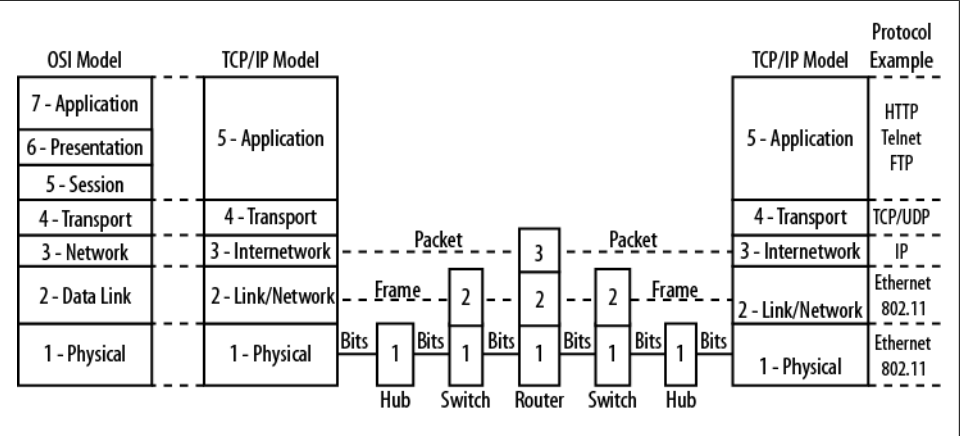 OSI Model
TCP/IP Model
TCP/IP Model
Protocol
Example
7 - Application
6 - Presentation
5 - Session
4 - Transport
3 - Network
2 - Data Link
1 - Physical
5 - Application
4 - Transport
3 - Internetwork
2 - Link/Network
1 - Physical
Packet
Packet
Frame
Frame
Bits
Bits
Bits
Bits
Bits
Bits
1
Hub
2
1
Switch
3
2
1
Router
2
1
Switch
1
Hub
5 - Application
4 - Transport
3 - Internetwork
2 - Link/Network
1 - Physical
HTTP
Telnet
FTP
TCP/UDP
IP
Ethernet
802.11
Ethernet
802.11